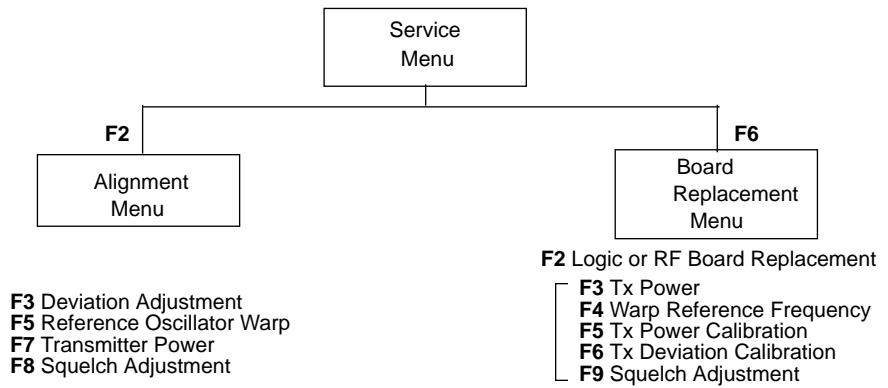 Service
Menu
F2
F6
Alignment
Menu
Board
Replacement
Menu
F2 Logic or RF Board Replacement
F3 Deviation Adjustment
F5 Reference Oscillator Warp
F7 Transmitter Power
F8 Squelch Adjustment
F3 Tx Power
F4 Warp Reference Frequency
F5 Tx Power Calibration
F6 Tx Deviation Calibration
F9 Squelch Adjustment